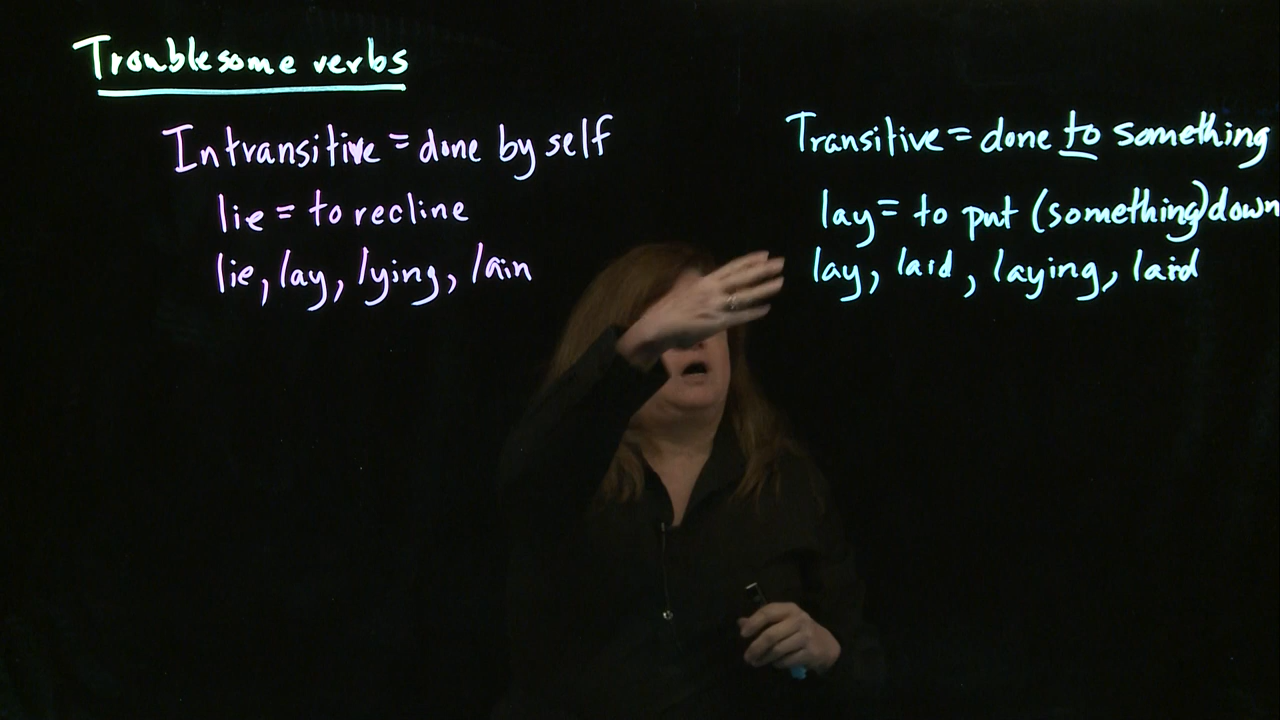 Troublesome verbs
Intransitive = done by self
lie = to recline
lie, lay, lying, lain
Transitive = done to something
lay = to put (something) down
lay, laid, laying, laid